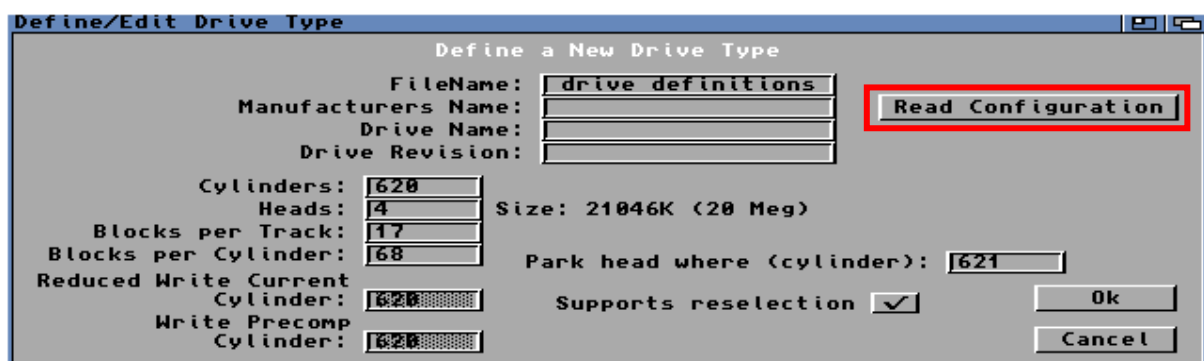 Define/Edit Drive Type
Define a New Drive Type
FileName: drive definitions
Manufacturers Name:
Read Configuration
Drive Name:
Drive Revision:
Cylinders: 620
Heads: 4 Size: 21046K (20 Meg)
Blocks per Track: 17
Blocks per Cylinder: 68
Park head where (cylinder): 621
Reduced Write Current
Cylinder: 620
Supports reselection ✓
Ok
Write Precomp
Cylinder: 620
Cancel